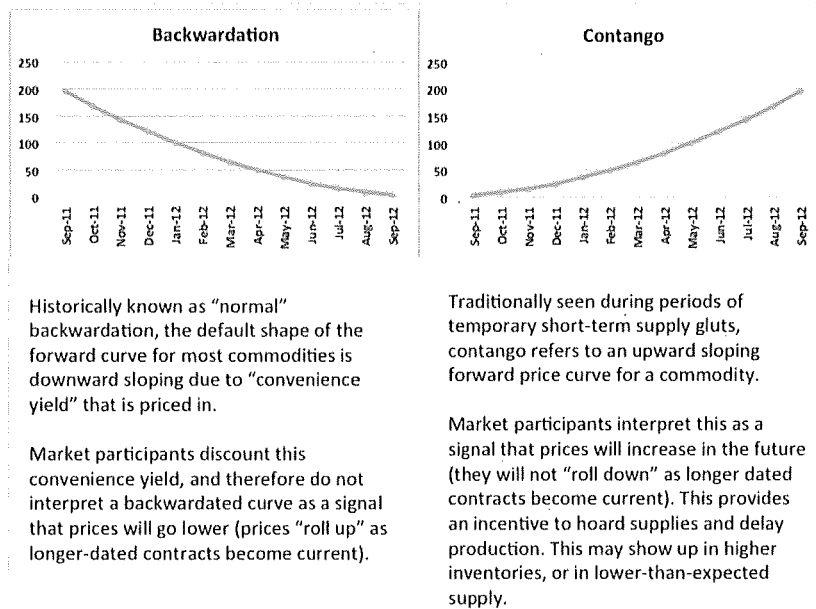 Backwardation
250
200
150
100
50
0
Sep-11
Oct-11
Nov-11
Dec-11
Jan-12
Feb-12
Mar-12
Apr-12
May-12
Jun-12
Jul-12
Aug-12
Sep-12
Historically known as “normal”
backwardation, the default shape of the
forward curve for most commodities is
downward sloping due to “convenience
yield” that is priced in.
Market participants discount this
convenience yield, and therefore do not
interpret a backwardated curve as a signal
that prices will go lower (prices “roll up” as
longer-dated contracts become current).
Contango
250
200
150
100
50
0
Sep-11
Oct-11
Nov-11
Dec-11
Jan-12
Feb-12
Mar-12
Apr-12
May-12
Jun-12
Jul-12
Aug-12
Sep-12
Traditionally seen during periods of
temporary short-term supply gluts,
contango refers to an upward sloping
forward price curve for a commodity.
Market participants interpret this as a
signal that prices will increase in the future
(they will not “roll down” as longer dated
contracts become current). This provides
an incentive to hoard supplies and delay
production. This may show up in higher
inventories, or in lower-than-expected
supply.